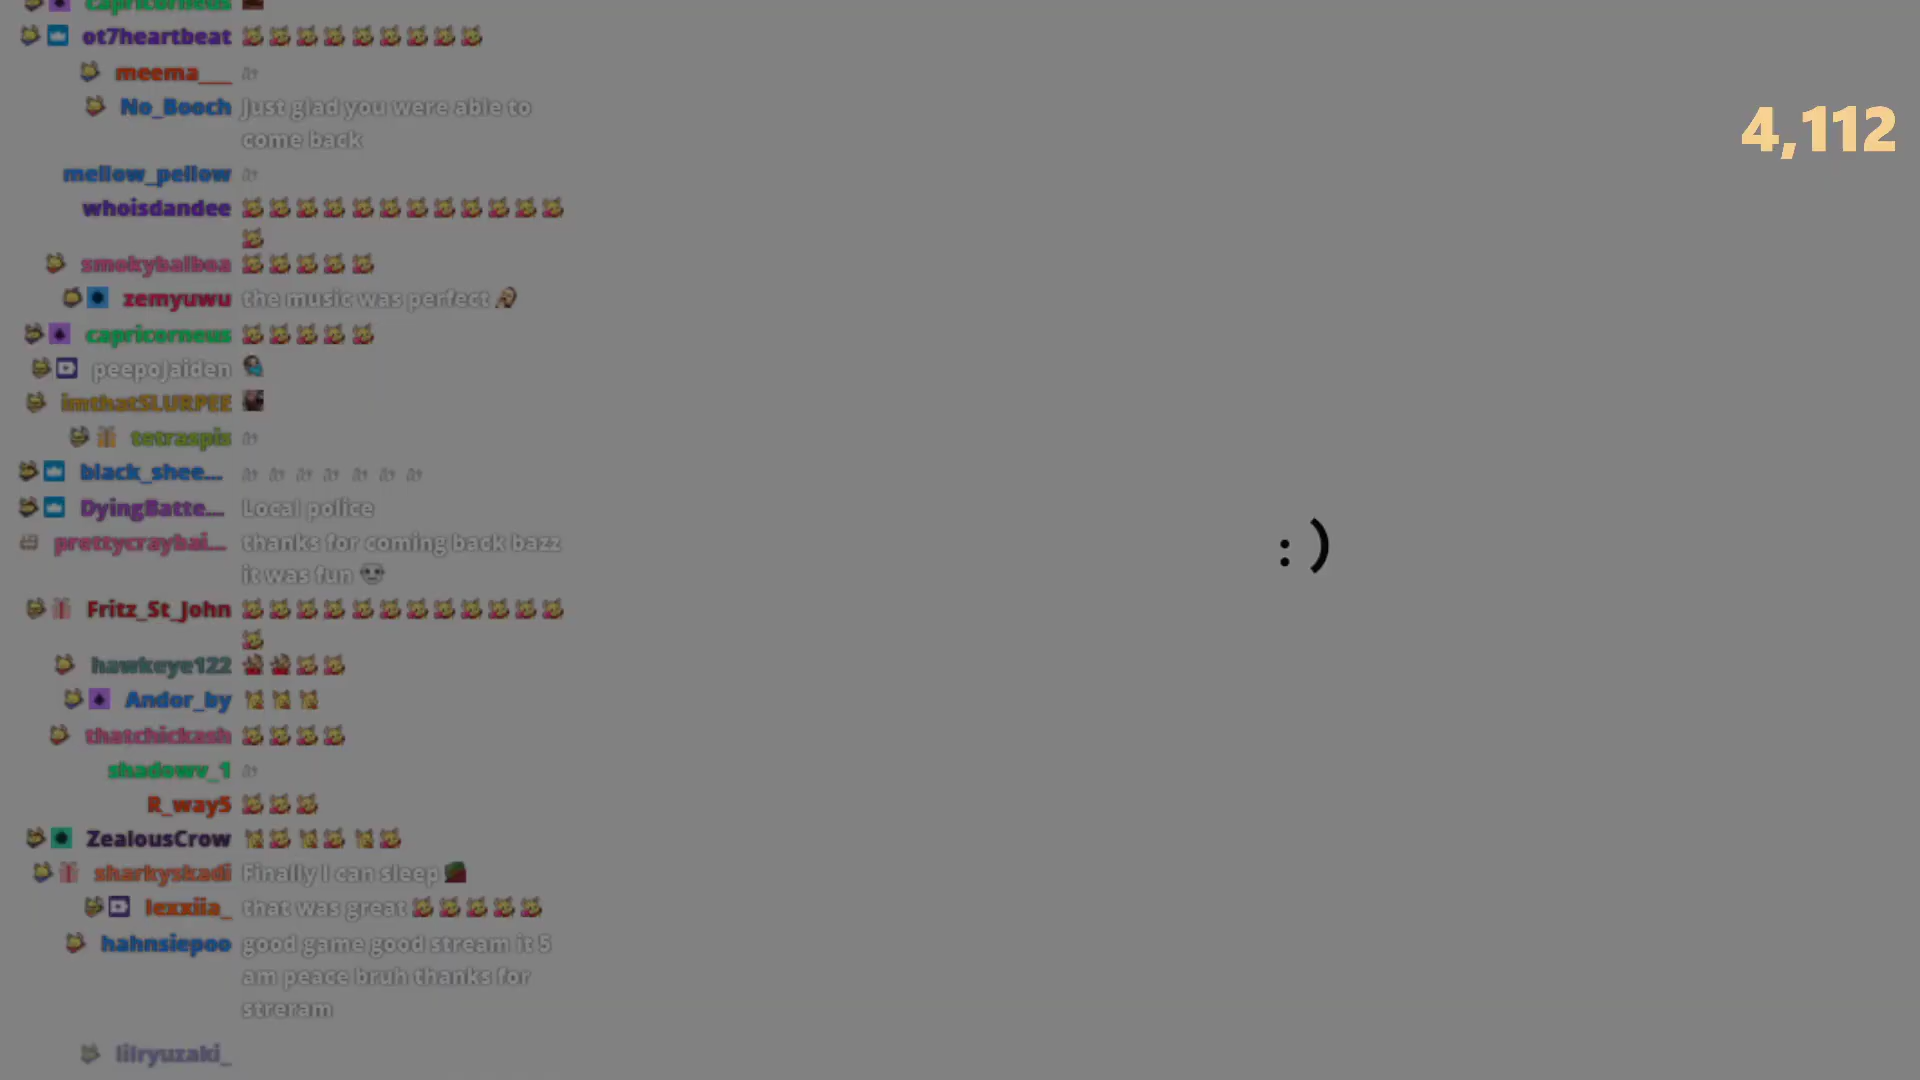 capricorneus
ot7heartbeat
meema___
No_Booch Just glad you were able to
come back
mellow_pellow
whoisdandee
smokybalboa
zemyuwu the music was perfect
capricorneus
peepoJaiden
imthatSLURPEE
tetraspis
black_shee...
DyingBatte... Local police
prettycraybai... thanks for coming back bazz
it was fun
Fritz_St_John
hawkeye122
Andor_by
thatchickash
shadowv_1
R_way5
ZealousCrow
sharkyskadi Finally I can sleep
lexxiia_ that was great
hahnsiepoo good game good stream it 5
am peace bruh thanks for
streram
lilryuzaki_
4,112
: )